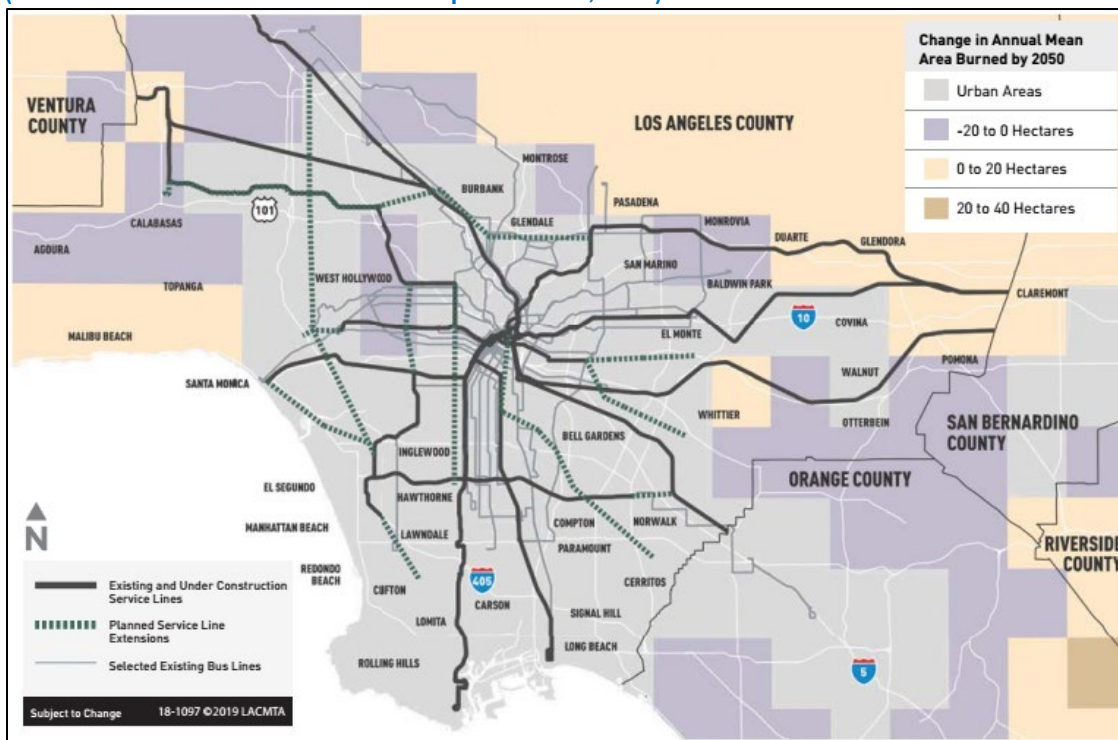 Change in Annual Mean
Area Burned by 2050
Urban Areas
-20 to 0 Hectares
0 to 20 Hectares
20 to 40 Hectares
VENTURA
COUNTY
LOS ANGELES COUNTY
MONTROSE
BURBANK
PASADENA
101
GLENDALE
MONROVIA
CALABASAS
DUARTE
GLENDORA
AGOURA
SAN MARINO
WEST HOLLYWOOD
BALDWIN PARK
TOPANGA
CLAREMONT
10
COVINA
MALIBU BEACH
EL MONTE
POMONA
WALNUT
SANTA MONICA
WHITTIER
OTTERBEIN
SAN BERNARDINO
COUNTY
BELL GARDENS
INGLEWOOD
ORANGE COUNTY
EL SEGUNDO
HAWTHORNE
N
MANHATTAN BEACH
COMPTON
NORWALK
LAWNDALE
PARAMOUNT
RIVERSIDE
COUNTY
REDONDO
BEACH
405
CERRITOS
CARSON
SIGNAL HILL
LOMITA
LONG BEACH
ROLLING HILLS
5
Existing and Under Construction
Service Lines
Planned Service Line
Extensions
Selected Existing Bus Lines
Subject to Change 18-1097 ©2019 LACMTA